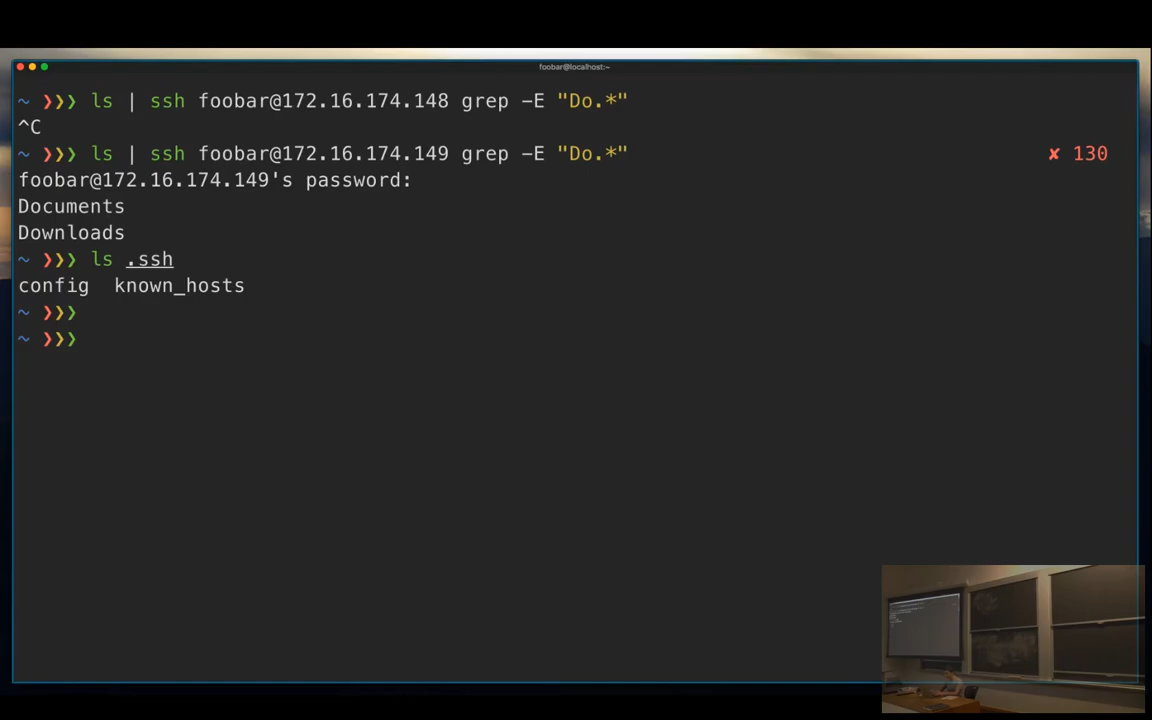 foobar@localhost:~
~ ❯❯❯ ls | ssh foobar@172.16.174.148 grep -E "Do.*"
^C
~ ❯❯❯ ls | ssh foobar@172.16.174.149 grep -E "Do.*" ✘ 130
foobar@172.16.174.149's password:
Documents
Downloads
~ ❯❯❯ ls .ssh
config known_hosts
~ ❯❯❯
~ ❯❯❯